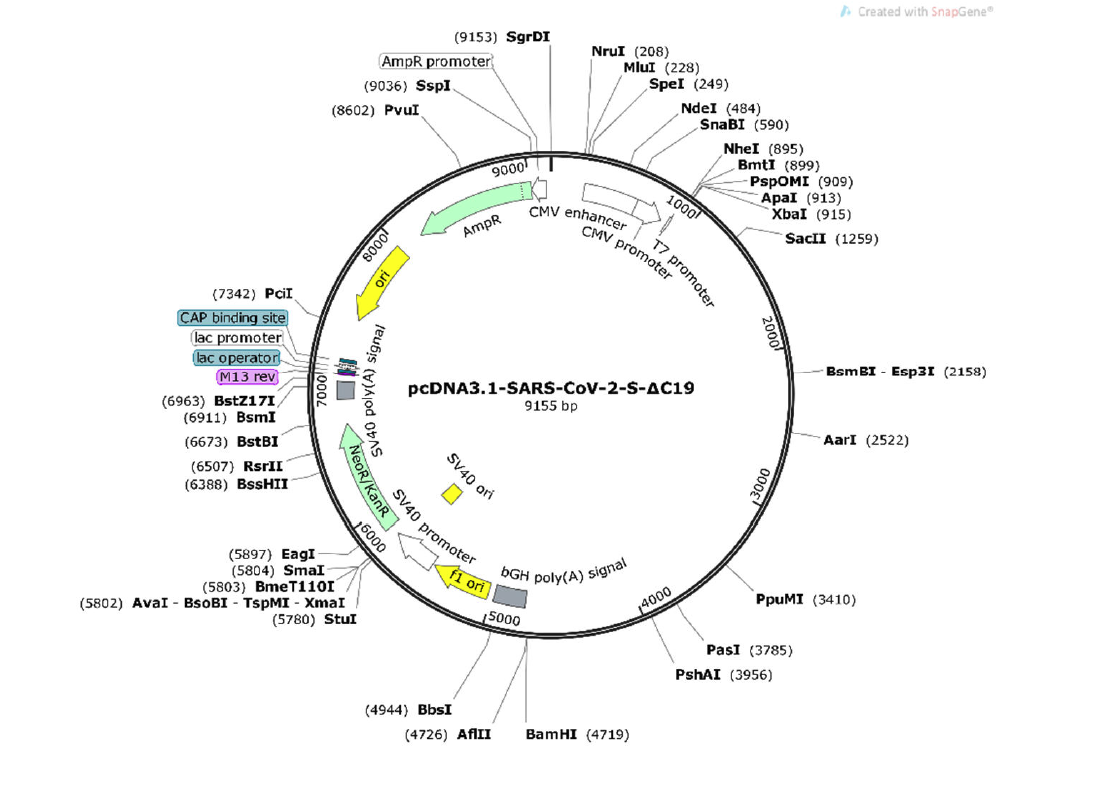 Created with SnapGene®
(9153) SgrDI
AmpR promoter
(9036) SspI
(8602) PvuI
NruI (208)
MluI (228)
SpeI (249)
NdeI (484)
SnaBI (590)
NheI (895)
BmtI (899)
PspOMI (909)
ApaI (913)
XbaI (915)
SacII (1259)
9000
1000
8000
2000
AmpR
CMV enhancer
CMV promoter
T7 promoter
ori
(7342) PciI
CAP binding site
lac promoter
lac operator
M13 rev
7000
SV40 poly(A) signal
(6963) BstZ17I
(6911) BsmI
(6673) BstBI
(6507) RsrII
(6388) BssHII
pcDNA3.1-SARS-CoV-2-S-ΔC19
9155 bp
BsmBI - Esp3I (2158)
AarI (2522)
3000
NeoR/KanR
SV40 ori
SV40 promoter
6000
f1 ori
bGH poly(A) signal
(5897) EagI
(5804) SmaI
(5803) BmeT110I
(5802) AvaI - BsoBI - TspMI - XmaI
(5780) StuI
5000
4000
PpuMI (3410)
PasI (3785)
PshAI (3956)
(4944) BbsI
(4726) AflII
BamHI (4719)